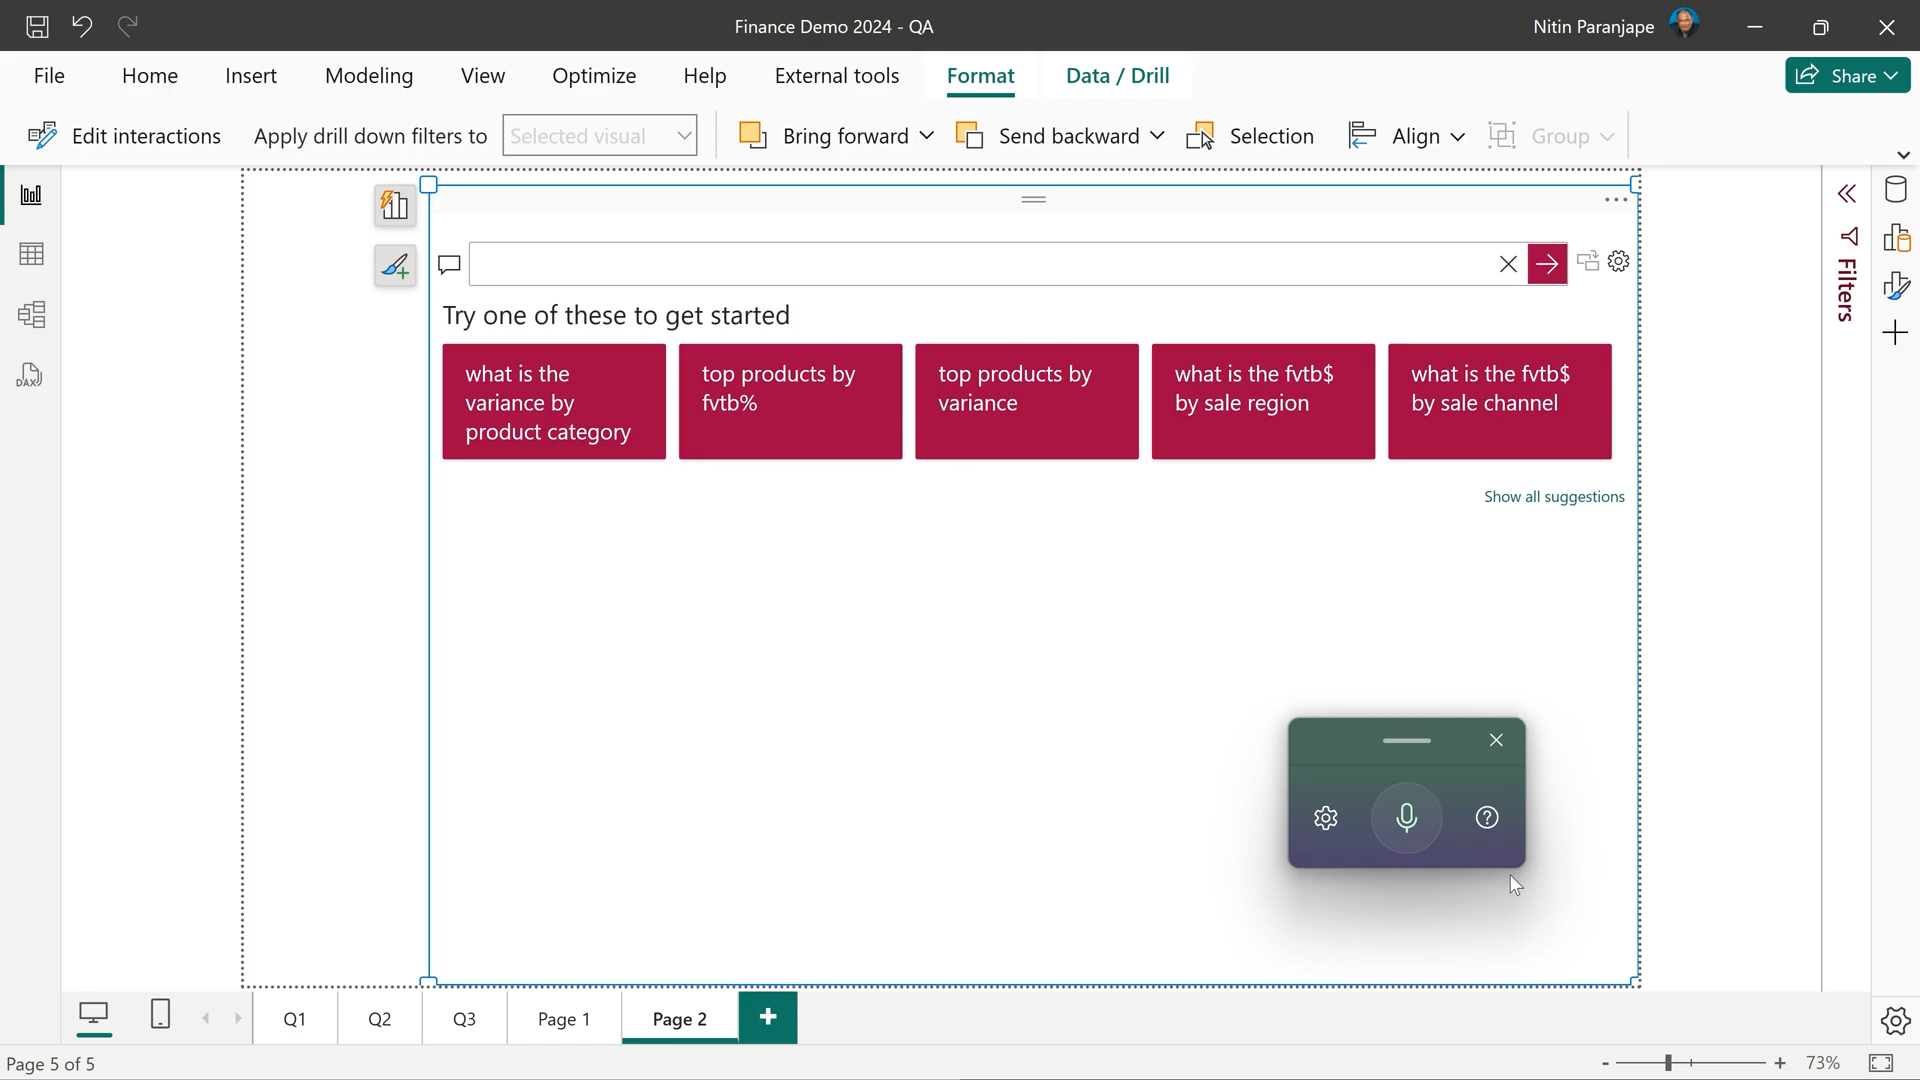 Finance Demo 2024 - QA
Nitin Paranjape
File
Home
Insert
Modeling
View
Optimize
Help
External tools
Format
Data / Drill
Share
Edit interactions
Apply drill down filters to
Selected visual
Bring forward
Send backward
Selection
Align
Group
Filters
DAX
Try one of these to get started
what is the
variance by
product category
top products by
fvtb%
top products by
variance
what is the fvtb$
by sale region
what is the fvtb$
by sale channel
Show all suggestions
Q1
Q2
Q3
Page 1
Page 2
+
Page 5 of 5
-
+
73%